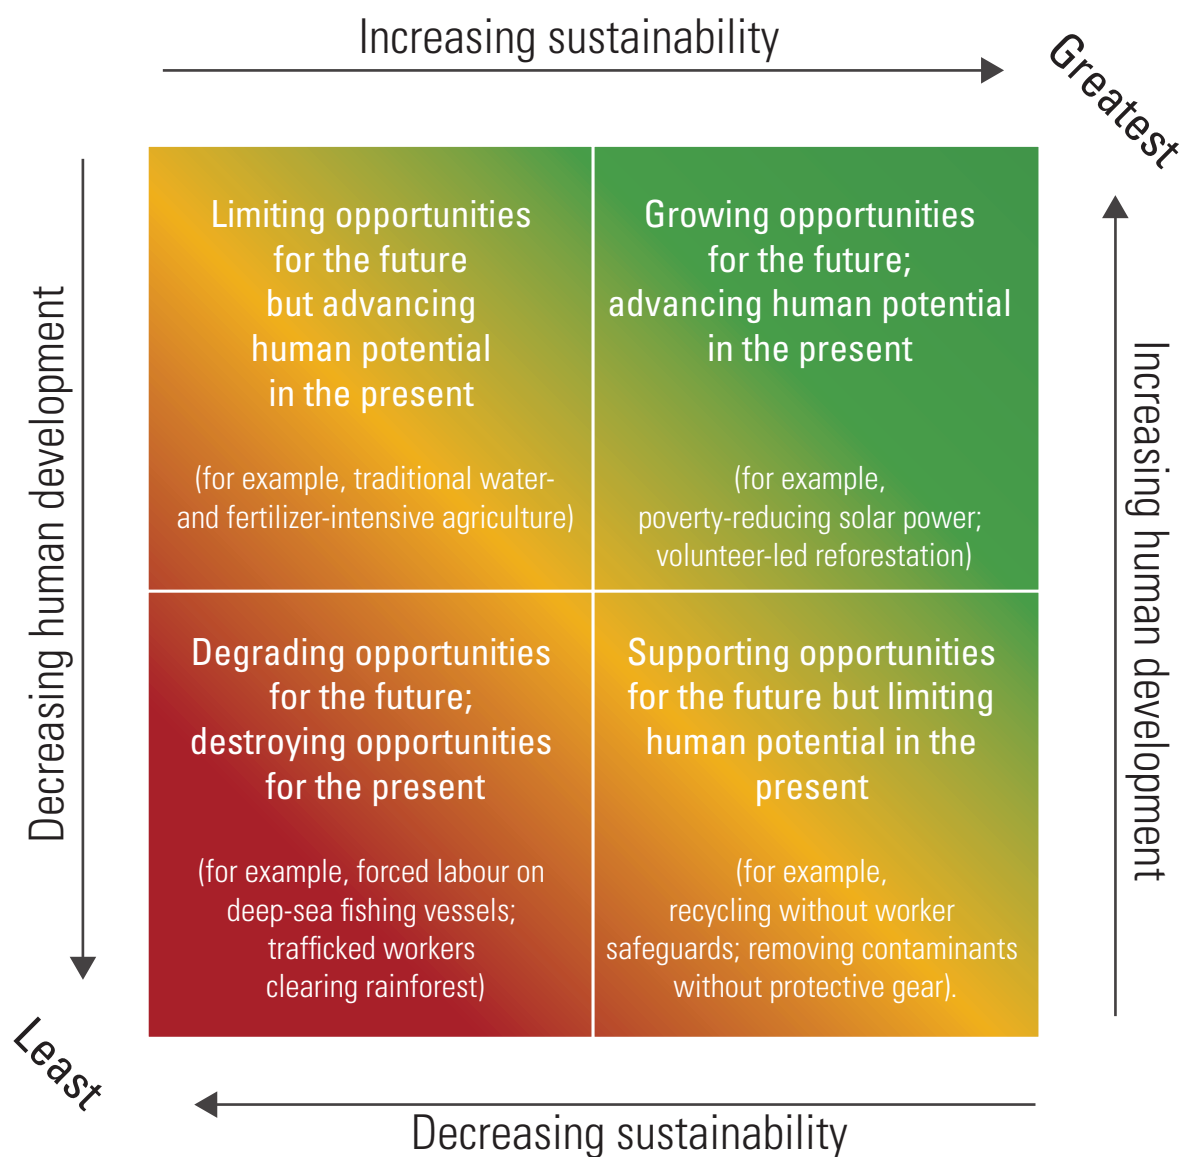 Increasing sustainability
Greatest
Decreasing human development
Limiting opportunities
for the future
but advancing
human potential
in the present
(for example, traditional water-
and fertilizer-intensive agriculture)
Growing opportunities
for the future;
advancing human potential
in the present
(for example,
poverty-reducing solar power;
volunteer-led reforestation)
Increasing human development
Degrading opportunities
for the future;
destroying opportunities
for the present
(for example, forced labour on
deep-sea fishing vessels;
trafficked workers
clearing rainforest)
Supporting opportunities
for the future but limiting
human potential in the
present
(for example,
recycling without worker
safeguards; removing contaminants
without protective gear).
Least
Decreasing sustainability